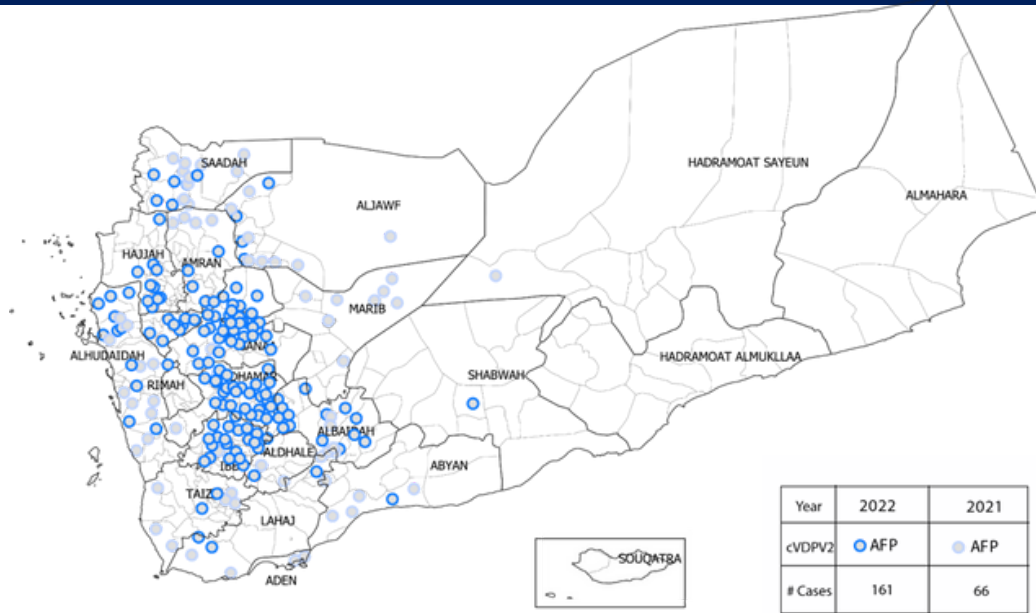 SAADAH
HADRAMOAT SAYEUN
ALMAHARA
ALJAWF
HAJJAH
AMRAN
MARIB
ALHUDAIDAH
HADRAMOAT ALMUKLLAA
SHABWAH
DHAMAR
RIMAH
ALBAIDAH
ALDHALE
IBB
ABYAN
TAIZ
LAHAJ
ADEN
SOUQATRA
Year 2022 2021
cVDPV2 AFP AFP
# Cases 161 66